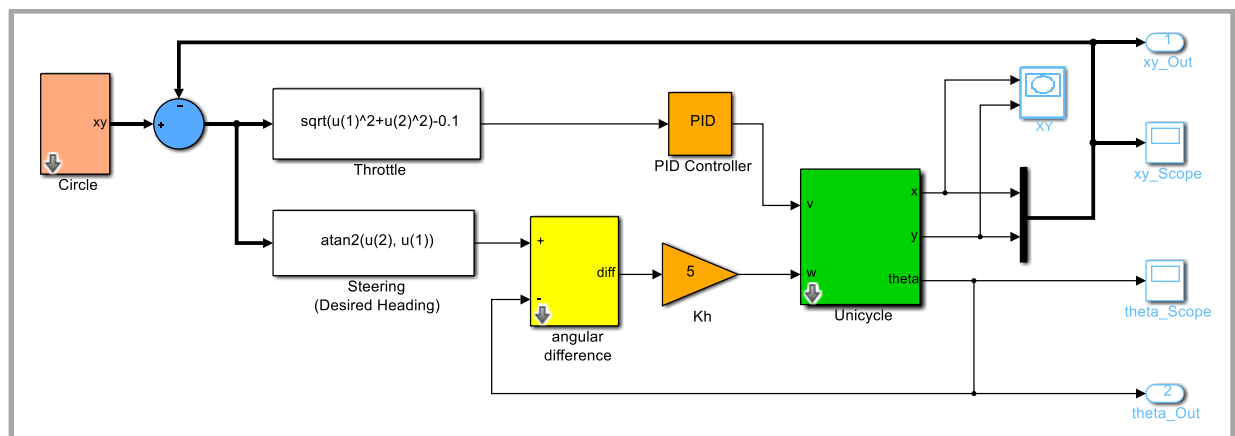 1
xy_Out
xy
+
-
sqrt(u(1)^2+u(2)^2)-0.1
Throttle
PID
PID Controller
XY
xy_Scope
Circle
atan2(u(2), u(1))
Steering
(Desired Heading)
+
-
diff
angular
difference
5
Kh
v
w
x
y
theta
Unicycle
theta_Scope
2
theta_Out